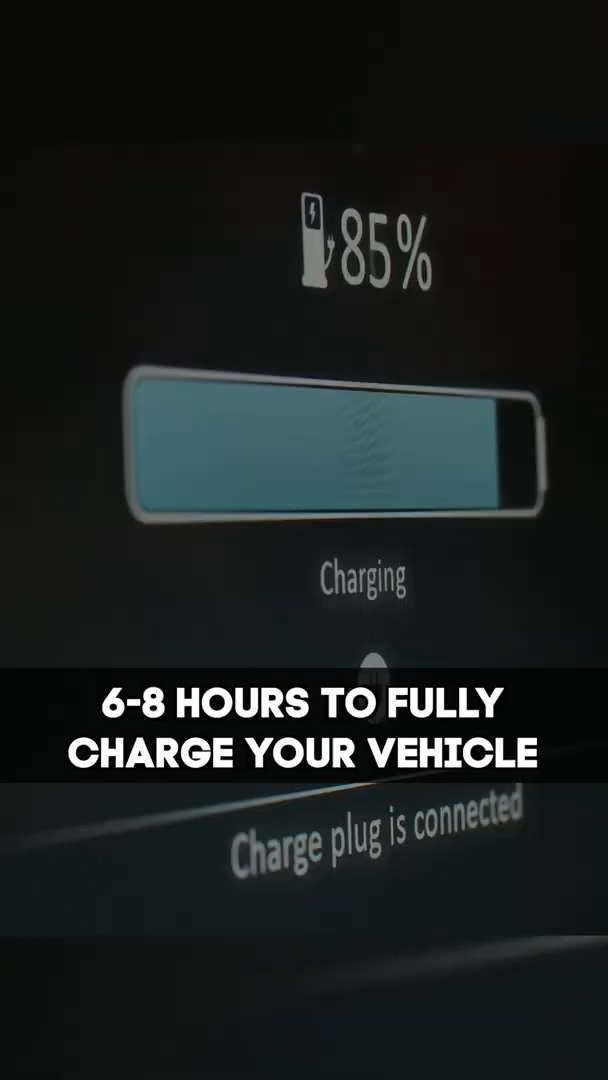 85%
Charging
6-8 HOURS TO FULLY
CHARGE YOUR VEHICLE
Charge plug is connected